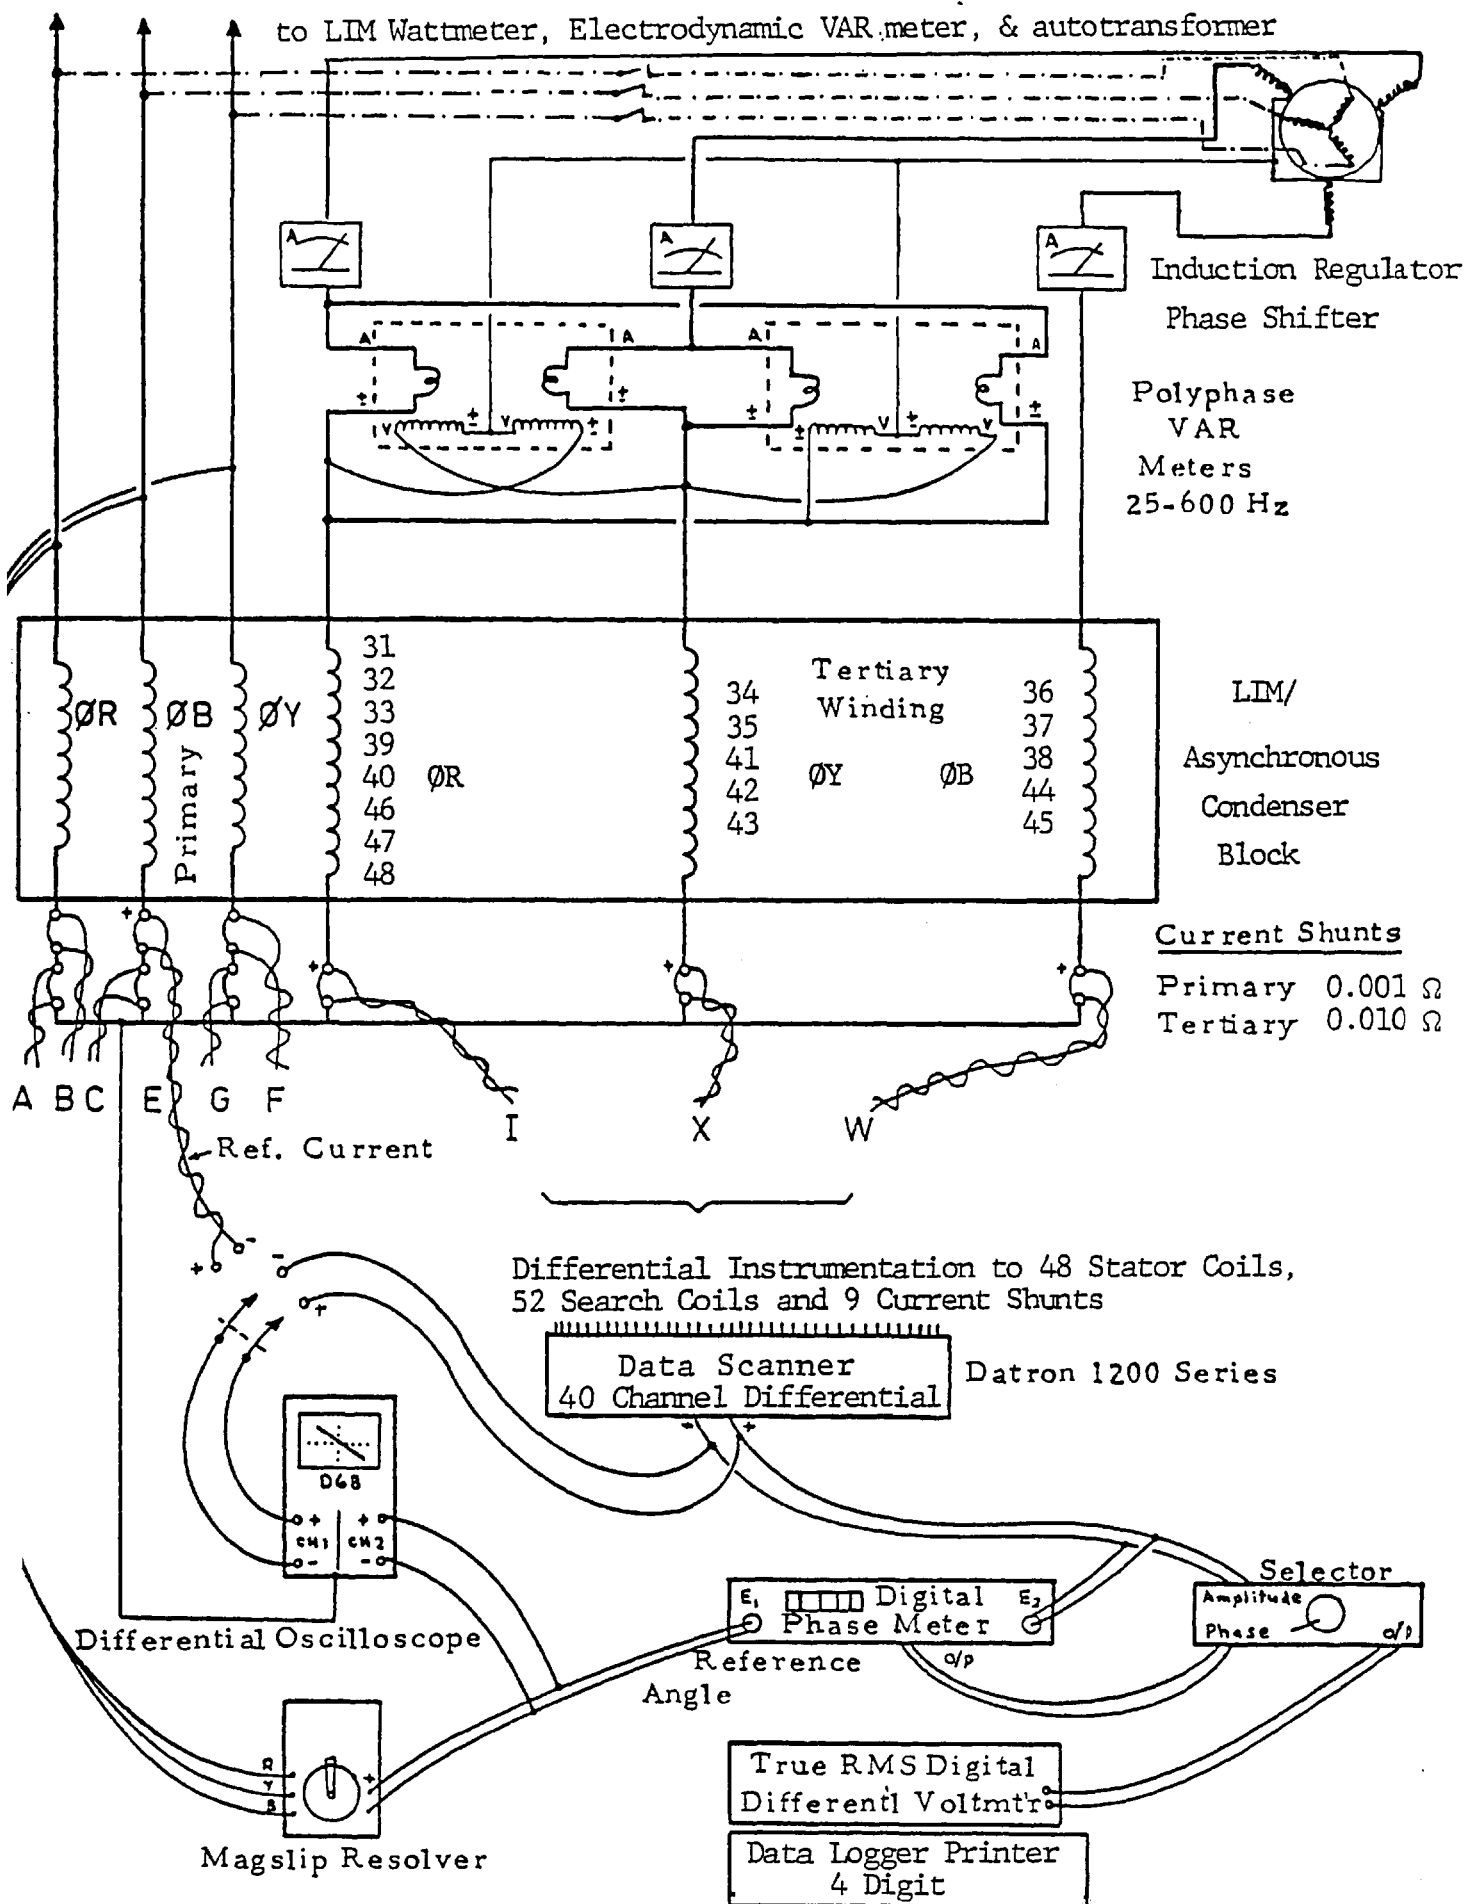 to LIM Wattmeter, Electrodynamic VAR meter, & autotransformer
A
A
A
Induction Regulator
Phase Shifter
A
A
A
A
±
±
±
±
V
±
V
±
±
V
±
V
Polyphase
VAR
Meters
25-600 Hz
ØR
ØB
ØY
Primary
31
32
33
39
40
46
47
48
ØR
34
35
41
42
43
Tertiary
Winding
ØY
ØB
36
37
38
44
45
LIM/
Asynchronous
Condenser
Block
+
+
+
+
Current Shunts
Primary 0.001 Ω
Tertiary 0.010 Ω
A B C E G F
I
X
W
Ref. Current
-
+
-
+
Differential Instrumentation to 48 Stator Coils,
52 Search Coils and 9 Current Shunts
Data Scanner
40 Channel Differential
Datron 1200 Series
- +
D68
+ +
CH1 CH2
- -
Differential Oscilloscope
E₁ Digital E₂
Phase Meter
o/p
Reference
Angle
Selector
Amplitude
Phase
o/p
R
Y
B
+
-
Magslip Resolver
True RMS Digital
Differentl Voltmt'r
Data Logger Printer
4 Digit